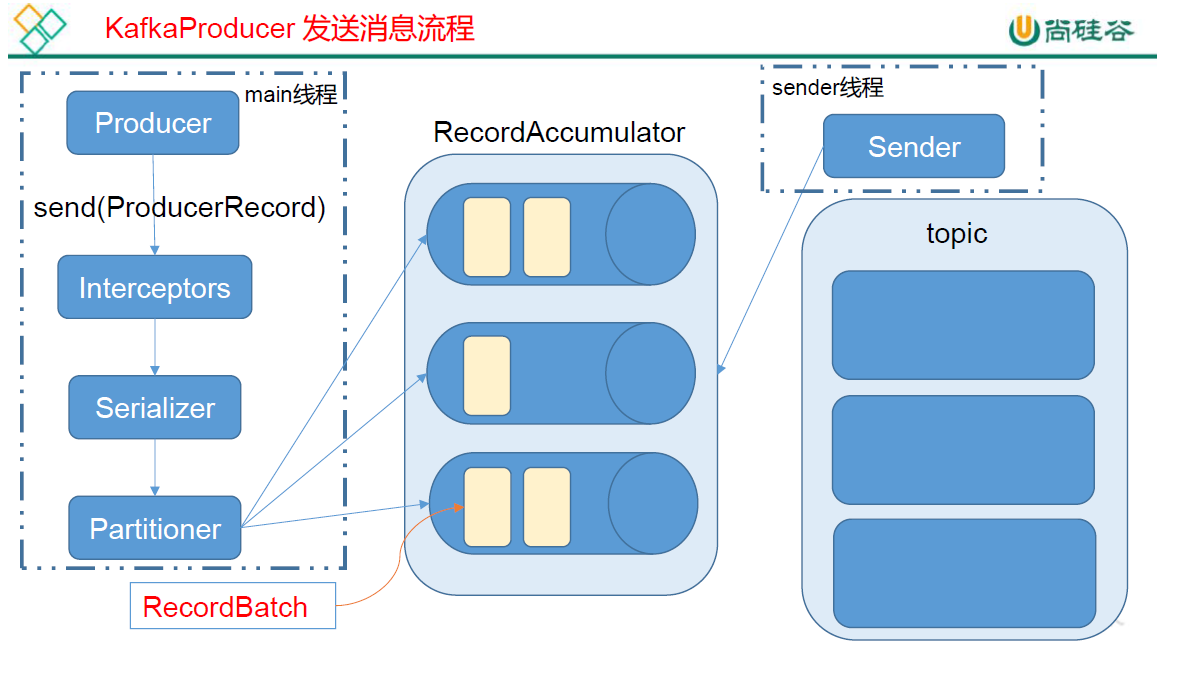 KafkaProducer 发送消息流程
尚硅谷
main线程
Producer
send(ProducerRecord)
Interceptors
Serializer
Partitioner
RecordBatch
RecordAccumulator
sender线程
Sender
topic